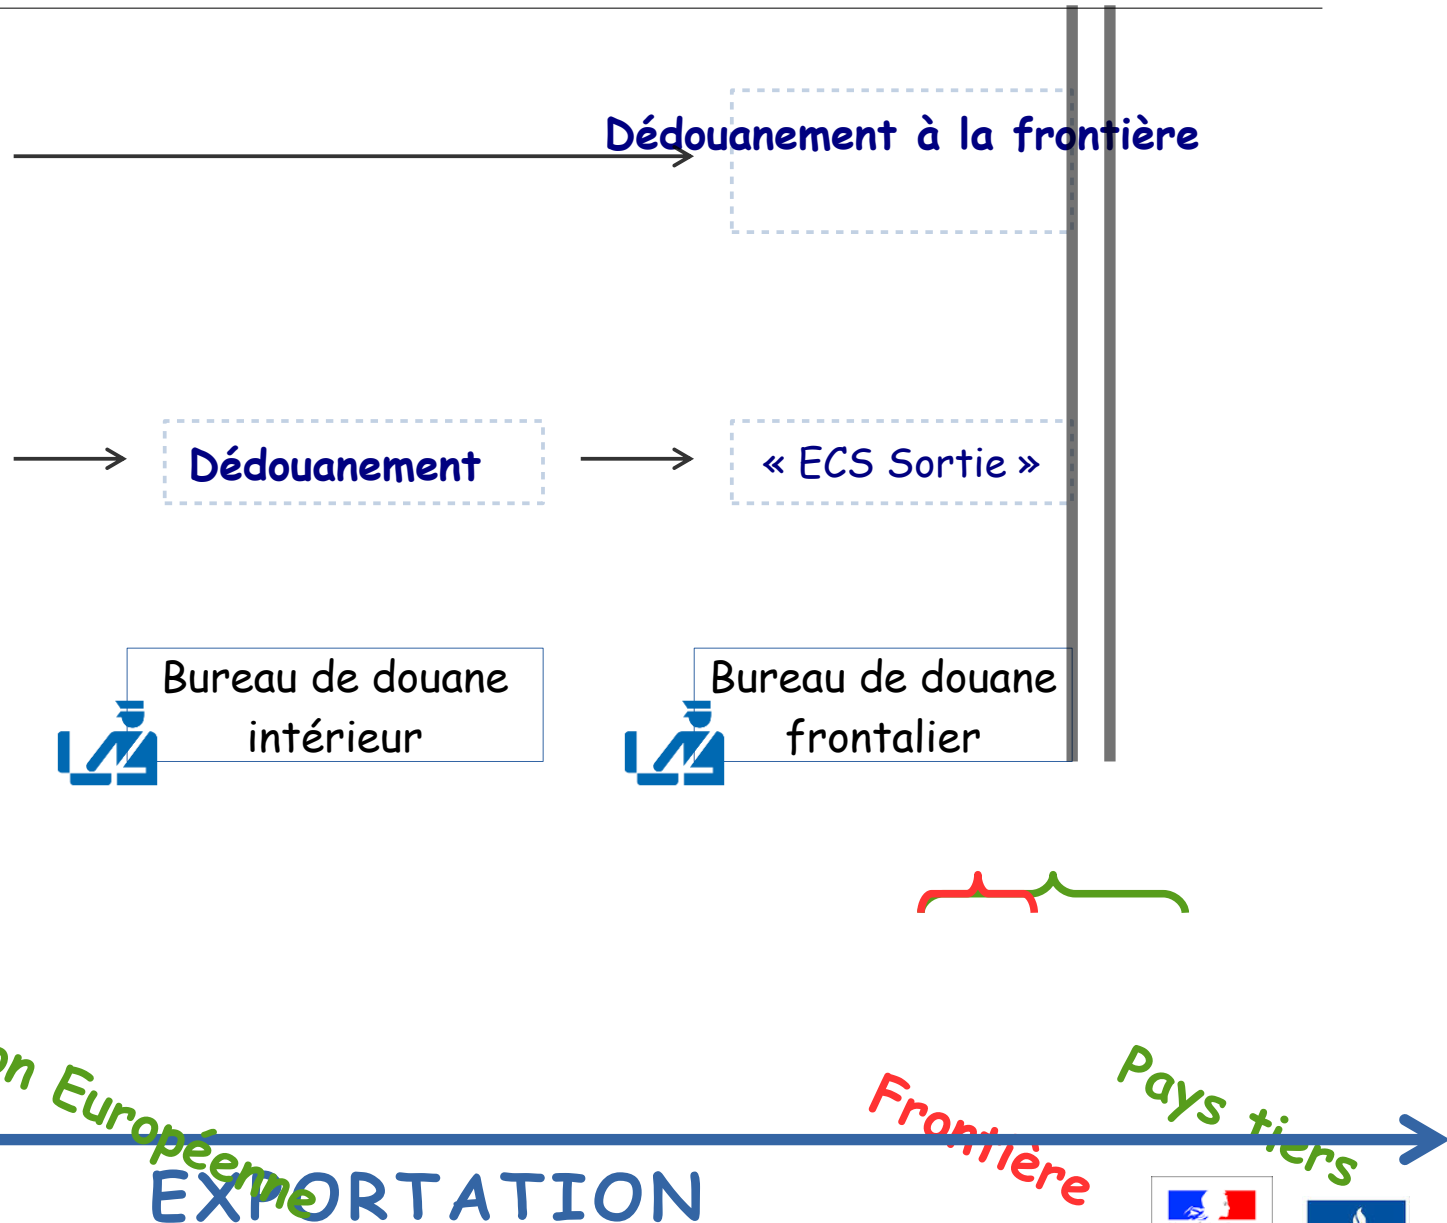 Dédouanement à la frontière
Dédouanement
« ECS Sortie »
Bureau de douane
intérieur
Bureau de douane
frontalier
on Européenne
Frontière
Pays tiers
EXPORTATION